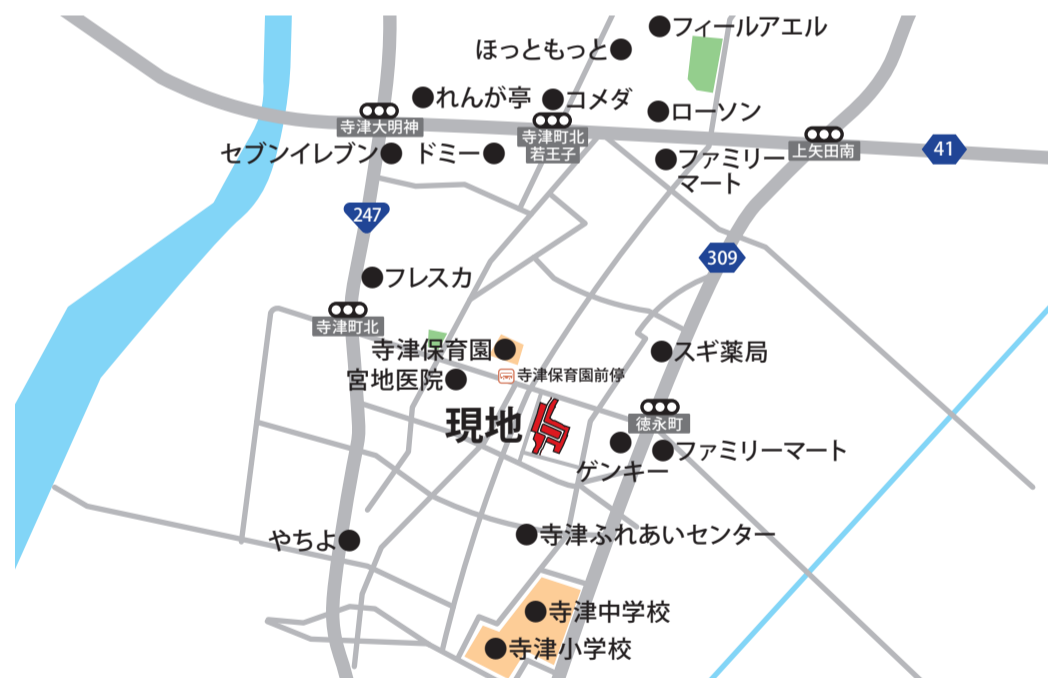 フィールアエル
ほっともっと
れんが亭
コメダ
ローソン
寺津大明神
寺津町北
若王子
上矢田南
41
セブンイレブン
ドミー
ファミリー
マート
247
309
フレスカ
寺津町北
寺津保育園
スギ薬局
宮地医院
寺津保育園前停
現地
徳永町
ゲンキー
ファミリーマート
やちよ
寺津ふれあいセンター
寺津中学校
寺津小学校